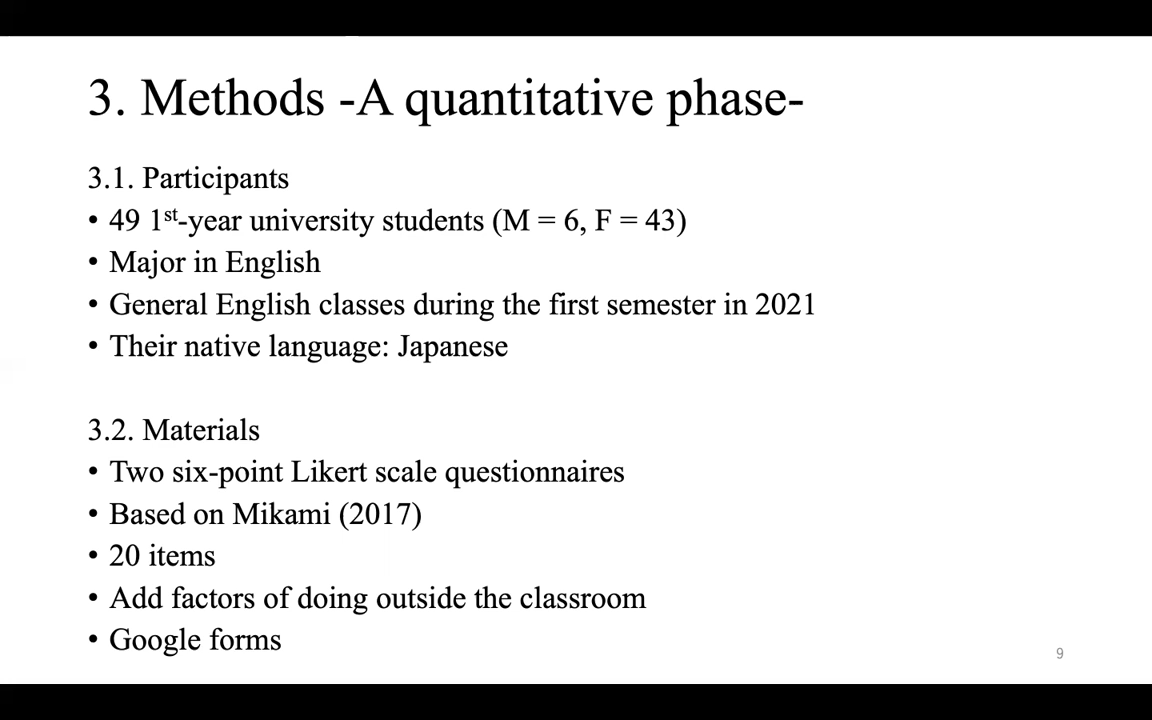 3. Methods -A quantitative phase-
3.1. Participants
• 49 1st-year university students (M = 6, F = 43)
• Major in English
• General English classes during the first semester in 2021
• Their native language: Japanese
3.2. Materials
• Two six-point Likert scale questionnaires
• Based on Mikami (2017)
• 20 items
• Add factors of doing outside the classroom
• Google forms
9